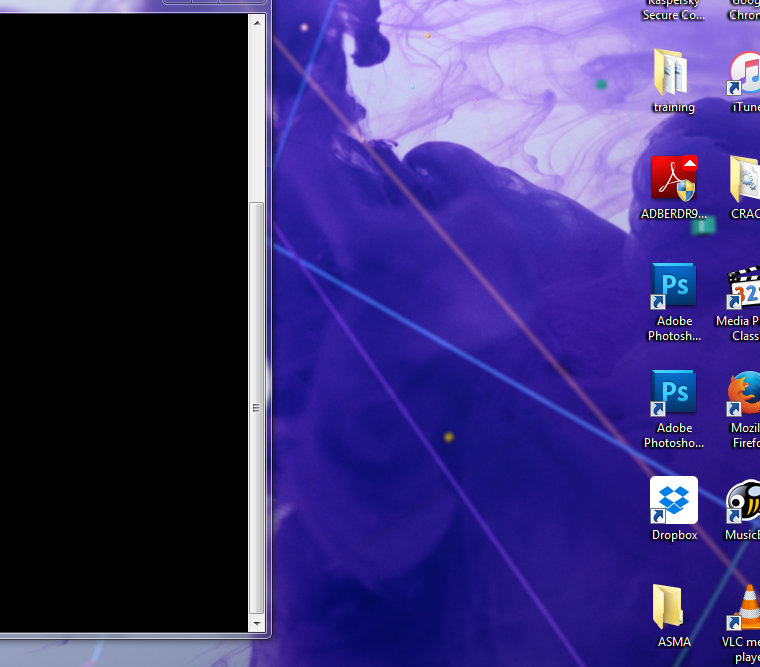 Kaspersky
Secure Co...
training
ADBERDR9...
Ps
Adobe
Photosh...
Ps
Adobe
Photosho...
Dropbox
ASMA
Chron
iTune
CRAC
321
Media P
Class
Mozil
Firefo
MusicB
VLC me
playe